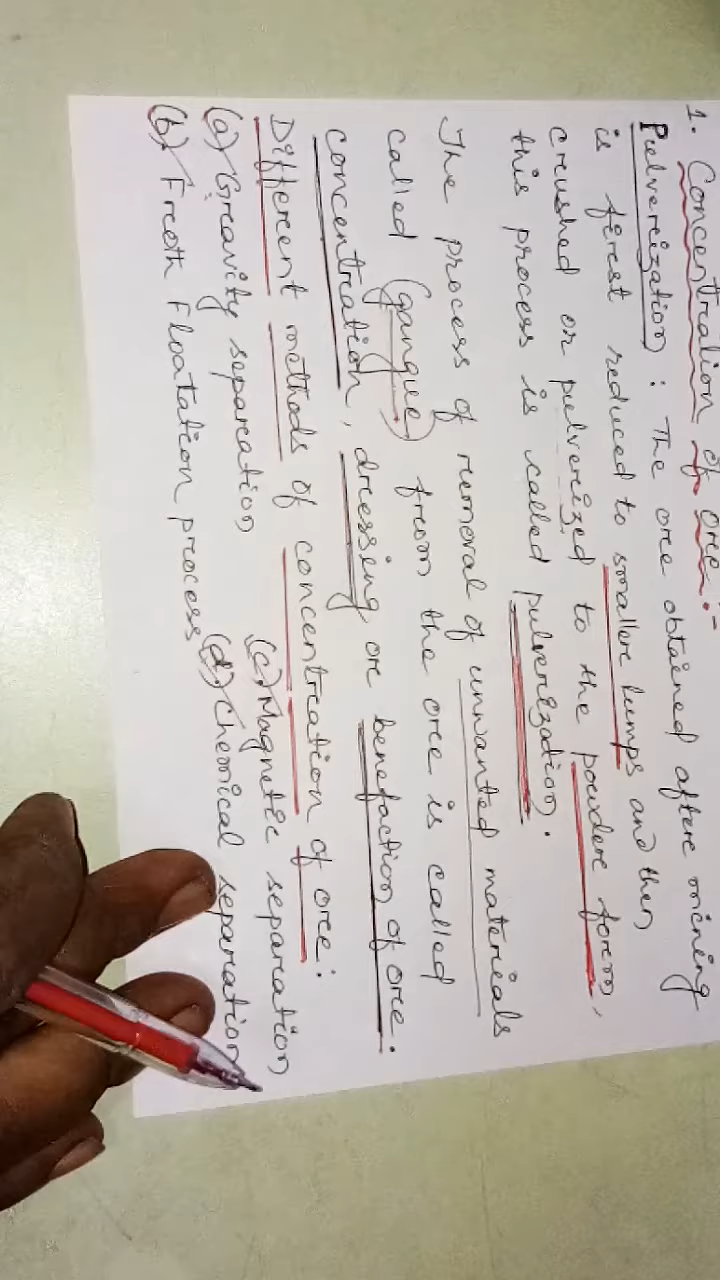 1. Concentration of ore:-
Pulverization : The ore obtained after mining
is first reduced to smaller lumps and then
crushed or pulverized to the powder form,
this process is called pulverization.
The process of removal of unwanted materials
called (gangue) from the ore is called
concentration, dressing or benefaction of ore.
Different methods of concentration of ore:
(a) Gravity separation (c) Magnetic separation
(b) Froth Floatation process (d) Chemical separation